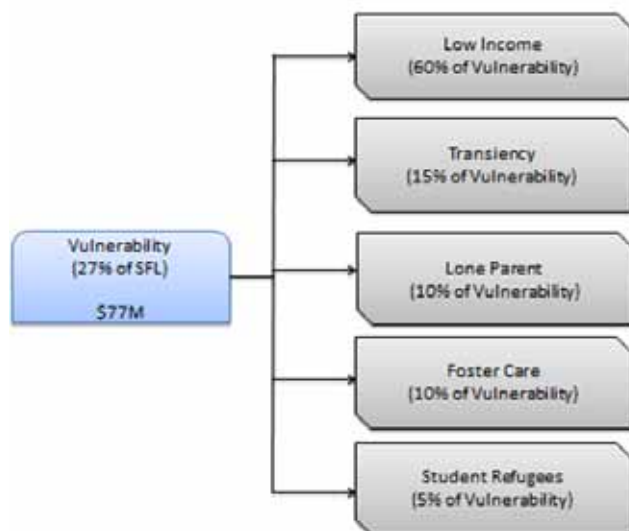 Low Income
(60% of Vulnerability)
Transiency
(15% of Vulnerability)
Vulnerability
(27% of SFL)
$77M
Lone Parent
(10% of Vulnerability)
Foster Care
(10% of Vulnerability)
Student Refugees
(5% of Vulnerability)